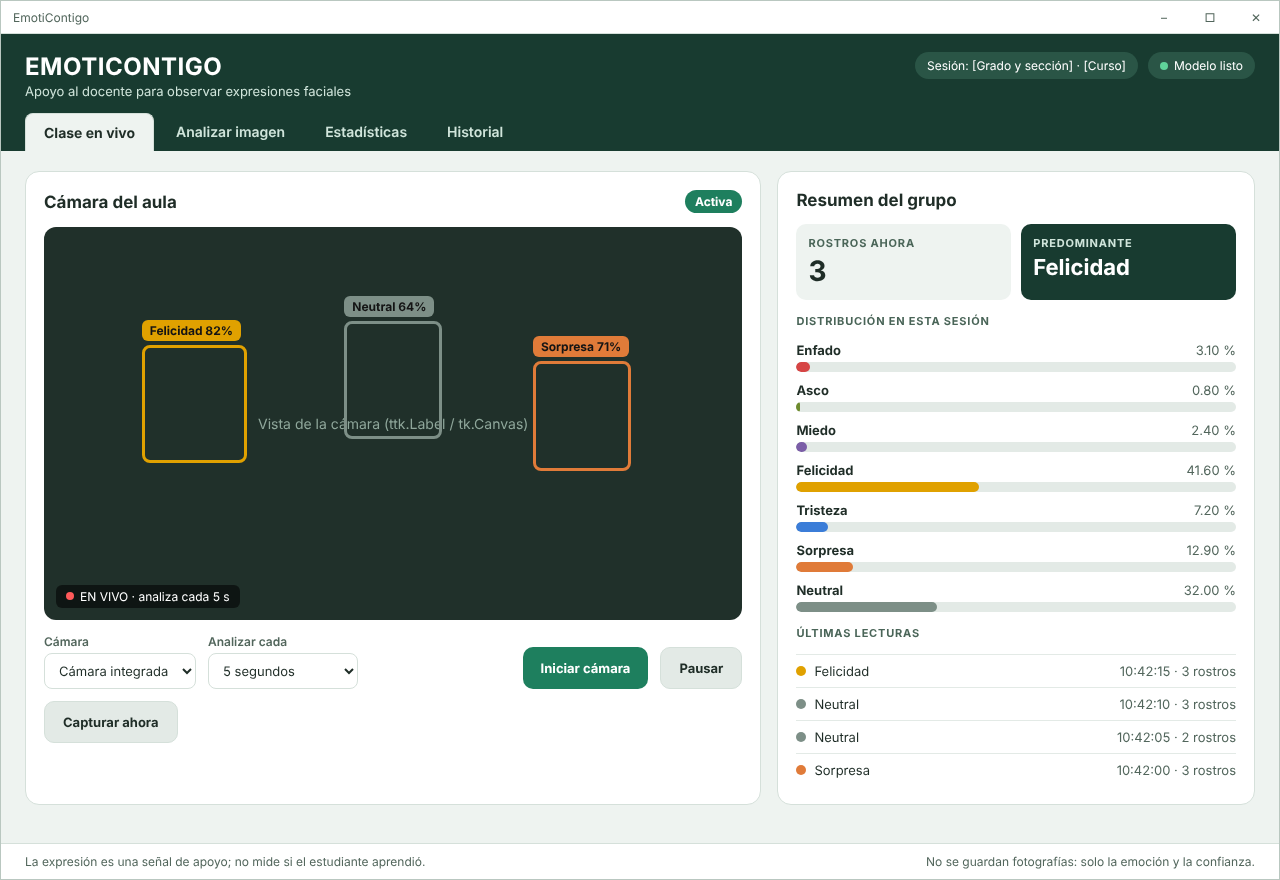 EmotiContigo
EMOTICONTIGO
Apoyo al docente para observar expresiones faciales
Sesión: [Grado y sección] · [Curso]
Modelo listo
Clase en vivo
Analizar imagen
Estadísticas
Historial
Cámara del aula
Activa
Neutral 64%
Felicidad 82%
Sorpresa 71%
Vista de la cámara (ttk.Label / tk.Canvas)
EN VIVO · analiza cada 5 s
Cámara
Analizar cada
Cámara integrada
5 segundos
Iniciar cámara
Pausar
Capturar ahora
Resumen del grupo
ROSTROS AHORA
3
PREDOMINANTE
Felicidad
DISTRIBUCIÓN EN ESTA SESIÓN
Enfado 3.10 %
Asco 0.80 %
Miedo 2.40 %
Felicidad 41.60 %
Tristeza 7.20 %
Sorpresa 12.90 %
Neutral 32.00 %
ÚLTIMAS LECTURAS
Felicidad 10:42:15 · 3 rostros
Neutral 10:42:10 · 3 rostros
Neutral 10:42:05 · 2 rostros
Sorpresa 10:42:00 · 3 rostros
La expresión es una señal de apoyo; no mide si el estudiante aprendió.
No se guardan fotografías: solo la emoción y la confianza.